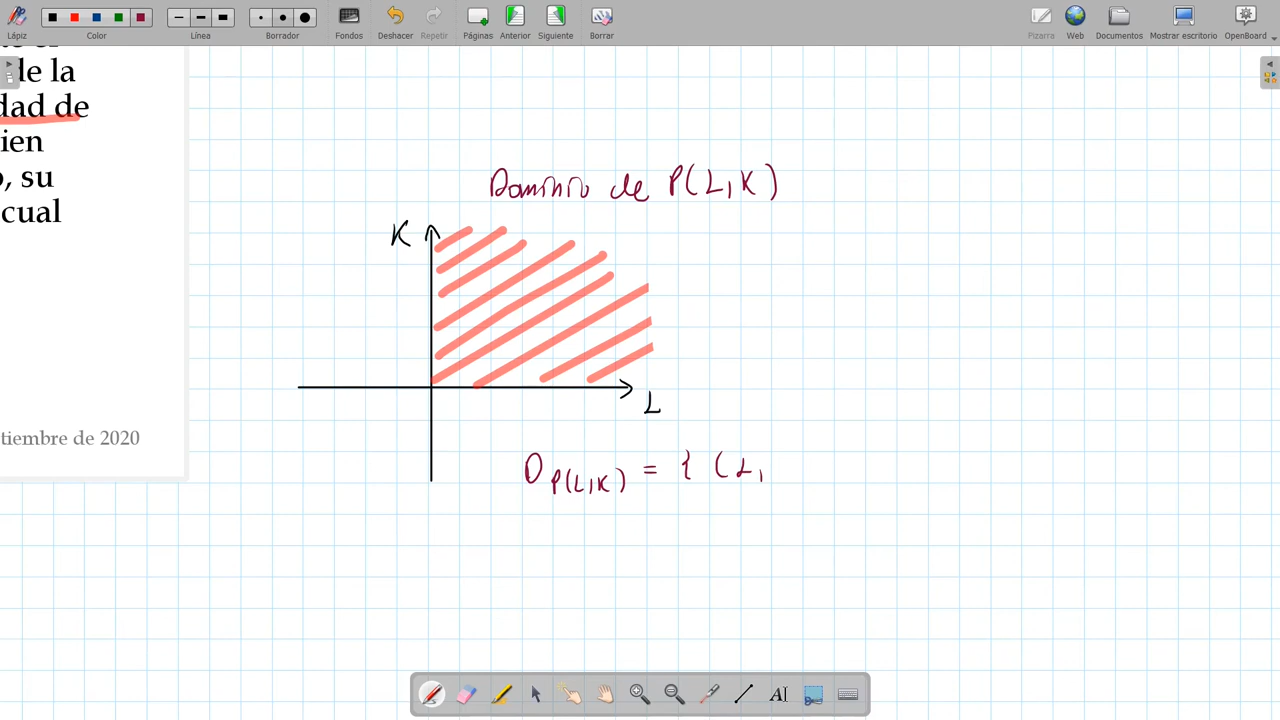 Lápiz Color Línea Borrador Fondos Deshacer Repetir Páginas Anterior Siguiente Borrar Pizarra Web Documentos Mostrar escritorio OpenBoard
de la
dad de
ien
o, su
cual
tiembre de 2020
Dominio de P(L,K)
K
L
D P(L,K) = { (L,